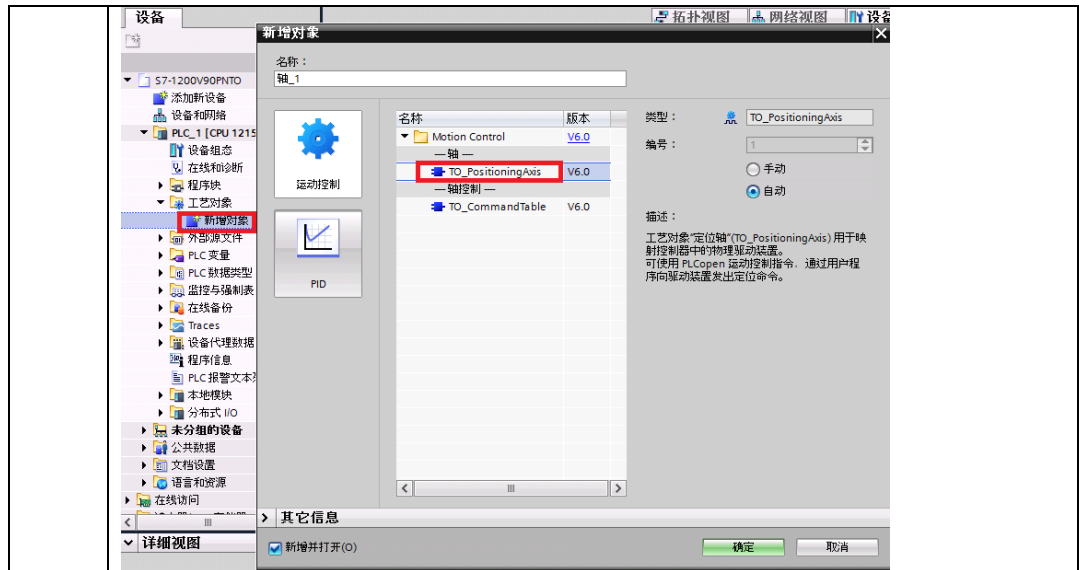 设备
拓扑视图
网络视图
设备
新增对象
名称：
轴_1
S7-1200V90PNTO
添加新设备
设备和网络
PLC_1 [CPU 1215
设备组态
在线和诊断
程序块
工艺对象
新增对象
外部源文件
PLC 变量
PLC 数据类型
监控与强制表
在线备份
Traces
设备代理数据
程序信息
PLC 报警文本
本地模块
分布式 I/O
未分组的设备
公共数据
文档设置
语言和资源
在线访问
详细视图
运动控制
PID
名称 版本
Motion Control V6.0
—轴—
TO_PositioningAxis V6.0
—轴控制—
TO_CommandTable V6.0
类型： TO_PositioningAxis
编号： 1
手动
自动
描述：
工艺对象“定位轴”(TO_PositioningAxis) 用于映
射控制器中的物理驱动装置。
可使用 PLCopen 运动控制指令，通过用户程
序向驱动装置发出定位命令。
其它信息
新增并打开(O)
确定
取消